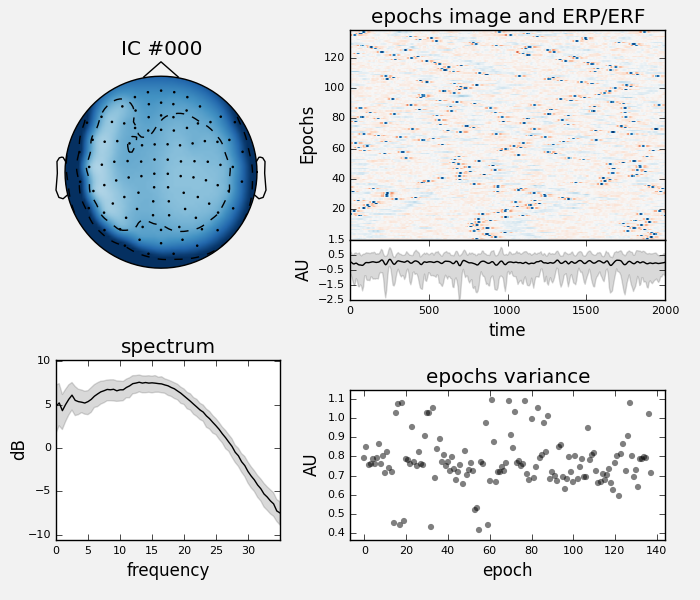 IC #000
epochs image and ERP/ERF
Epochs
120
100
80
60
40
20
AU
1.5
0.5
−0.5
−1.5
−2.5
0 500 1000 1500 2000
time
spectrum
dB
10
5
0
−5
−10
0 5 10 15 20 25 30
frequency
epochs variance
AU
1.1
1.0
0.9
0.8
0.7
0.6
0.5
0.4
0 20 40 60 80 100 120 140
epoch